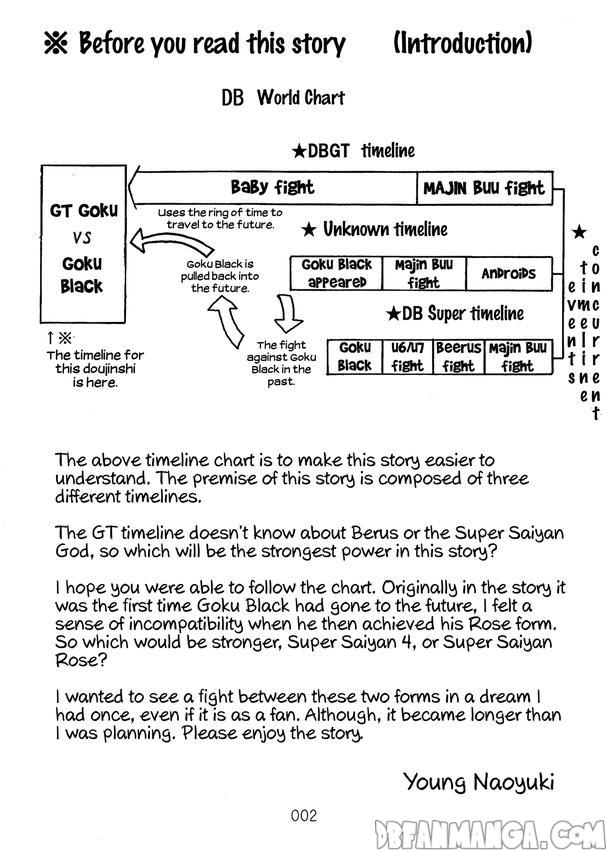 ※ Before you read this story (Introduction)
DB World Chart
★DBGT timeline
BaBy fight
MAJIN Buu fight
GT Goku
VS
Goku
Black
Uses the ring of time to
travel to the future.
★ Unknown timeline
Goku Black
appeared
Majin Buu
fight
Androids
Goku Black is
pulled back into
the future.
★DB Super timeline
Goku
Black
U6/U7
fight
Beerus
fight
Majin Buu
fight
The fight
against Goku
Black in the
past.
★
concurrent
timeline
events
↑※
The timeline for
this doujinshi
is here.
The above timeline chart is to make this story easier to
understand. The premise of this story is composed of three
different timelines.
The GT timeline doesn't know about Berus or the Super Saiyan
God, so which will be the strongest power in this story?
I hope you were able to follow the chart. Originally in the story it
was the first time Goku Black had gone to the future, I felt a
sense of incompatibility when he then achieved his Rose form.
So which would be stronger, Super Saiyan 4, or Super Saiyan
Rose?
I wanted to see a fight between these two forms in a dream I
had once, even if it is as a fan. Although, it became longer than
I was planning. Please enjoy the story.
Young Naoyuki
002
DBFANMANGA.COM